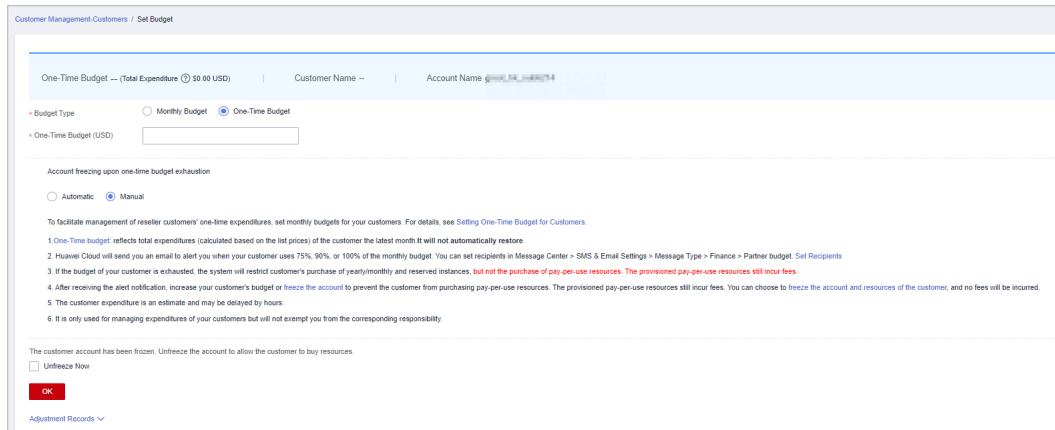 Customer Management-Customers / Set Budget
One-Time Budget -- (Total Expenditure ? $0.00 USD) | Customer Name -- | Account Name
* Budget Type Monthly Budget One-Time Budget
* One-Time Budget (USD)
Account freezing upon one-time budget exhaustion
Automatic Manual
To facilitate management of reseller customers' one-time expenditures, set monthly budgets for your customers. For details, see Setting One-Time Budget for Customers.
1.One-Time budget: reflects total expenditures (calculated based on the list prices) of the customer the latest month.It will not automatically restore.
2. Huawei Cloud will send you an email to alert you when your customer uses 75%, 90%, or 100% of the monthly budget. You can set recipients in Message Center > SMS & Email Settings > Message Type > Finance > Partner budget. Set Recipients
3. If the budget of your customer is exhausted, the system will restrict customer's purchase of yearly/monthly and reserved instances, but not the purchase of pay-per-use resources. The provisioned pay-per-use resources still incur fees.
4. After receiving the alert notification, increase your customer's budget or freeze the account to prevent the customer from purchasing pay-per-use resources. The provisioned pay-per-use resources still incur fees. You can choose to freeze the account and resources of the customer, and no fees will be incurred.
5. The customer expenditure is an estimate and may be delayed by hours.
6. It is only used for managing expenditures of your customers but will not exempt you from the corresponding responsibility.
The customer account has been frozen. Unfreeze the account to allow the customer to buy resources.
Unfreeze Now
OK
Adjustment Records